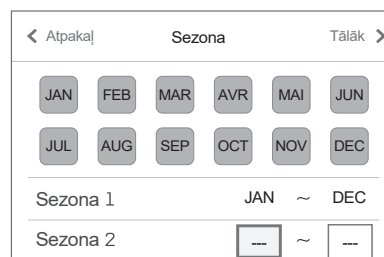 Atpakaļ Sezona Tālāk
JAN FEB MAR AVR MAI JUN
JUL AUG SEP OCT NOV DEC
Sezona 1 JAN ~ DEC
Sezona 2 --- ~ ---